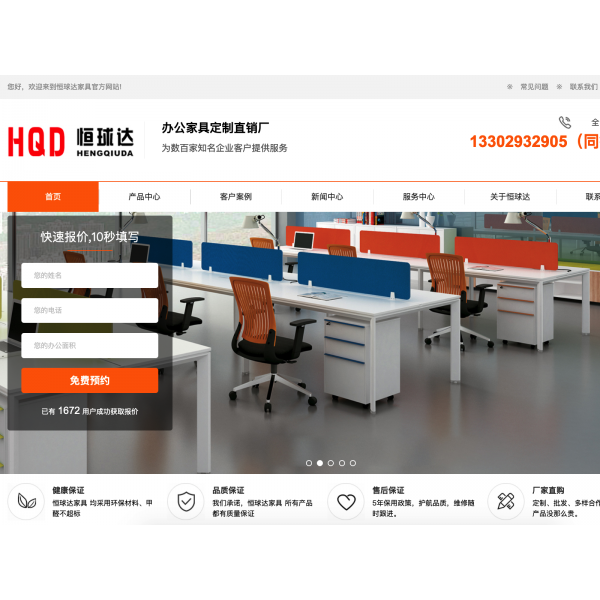 您好，欢迎来到恒球达家具官方网站!
※ 常见问题 ※ 联系我们
HQD 恒球达
HENGQIUDA
办公家具定制直销厂
为数百家知名企业客户提供服务
全
13302932905（同
首页 产品中心 客户案例 新闻中心 服务中心 关于恒球达 联系
快速报价,10秒填写
您的姓名
您的电话
您的办公面积
免费预约
已有 1672 用户成功获取报价
健康保证
恒球达家具 均采用环保材料、甲
醛不超标
品质保证
我们承诺，恒球达家具 所有产品
都有质量保证
售后保证
5年保用政策，护航品质，维修随
时跟进。
厂家直购
定制、批发、多样合作
产品没那么贵。